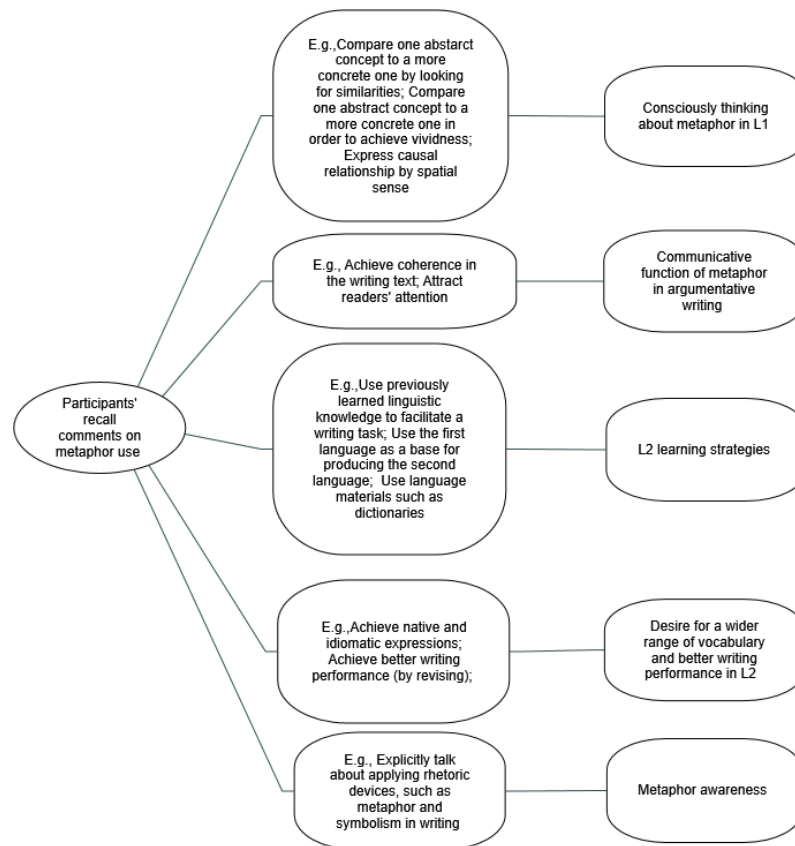 E.g.,Compare one abstarct
concept to a more
concrete one by looking
for similarities; Compare
one abstract concept to a
more concrete one in
order to achieve vividness;
Express causal
relationship by spatial
sense
Consciously thinking
about metaphor in L1
E.g., Achieve coherence in
the writing text; Attract
readers' attention
Communicative
function of metaphor
in argumentative
writing
Participants'
recall
comments on
metaphor use
E.g.,Use previously
learned linguistic
knowledge to facilitate a
writing task; Use the first
language as a base for
producing the second
language;  Use language
materials such as
dictionaries
L2 learning strategies
E.g.,Achieve native and
idiomatic expressions;
Achieve better writing
performance (by revising);
Desire for a wider
range of vocabulary
and better writing
performance in L2
E.g., Explicitly talk
about applying rhetoric
devices, such as
metaphor and
symbolism in writing
Metaphor awareness